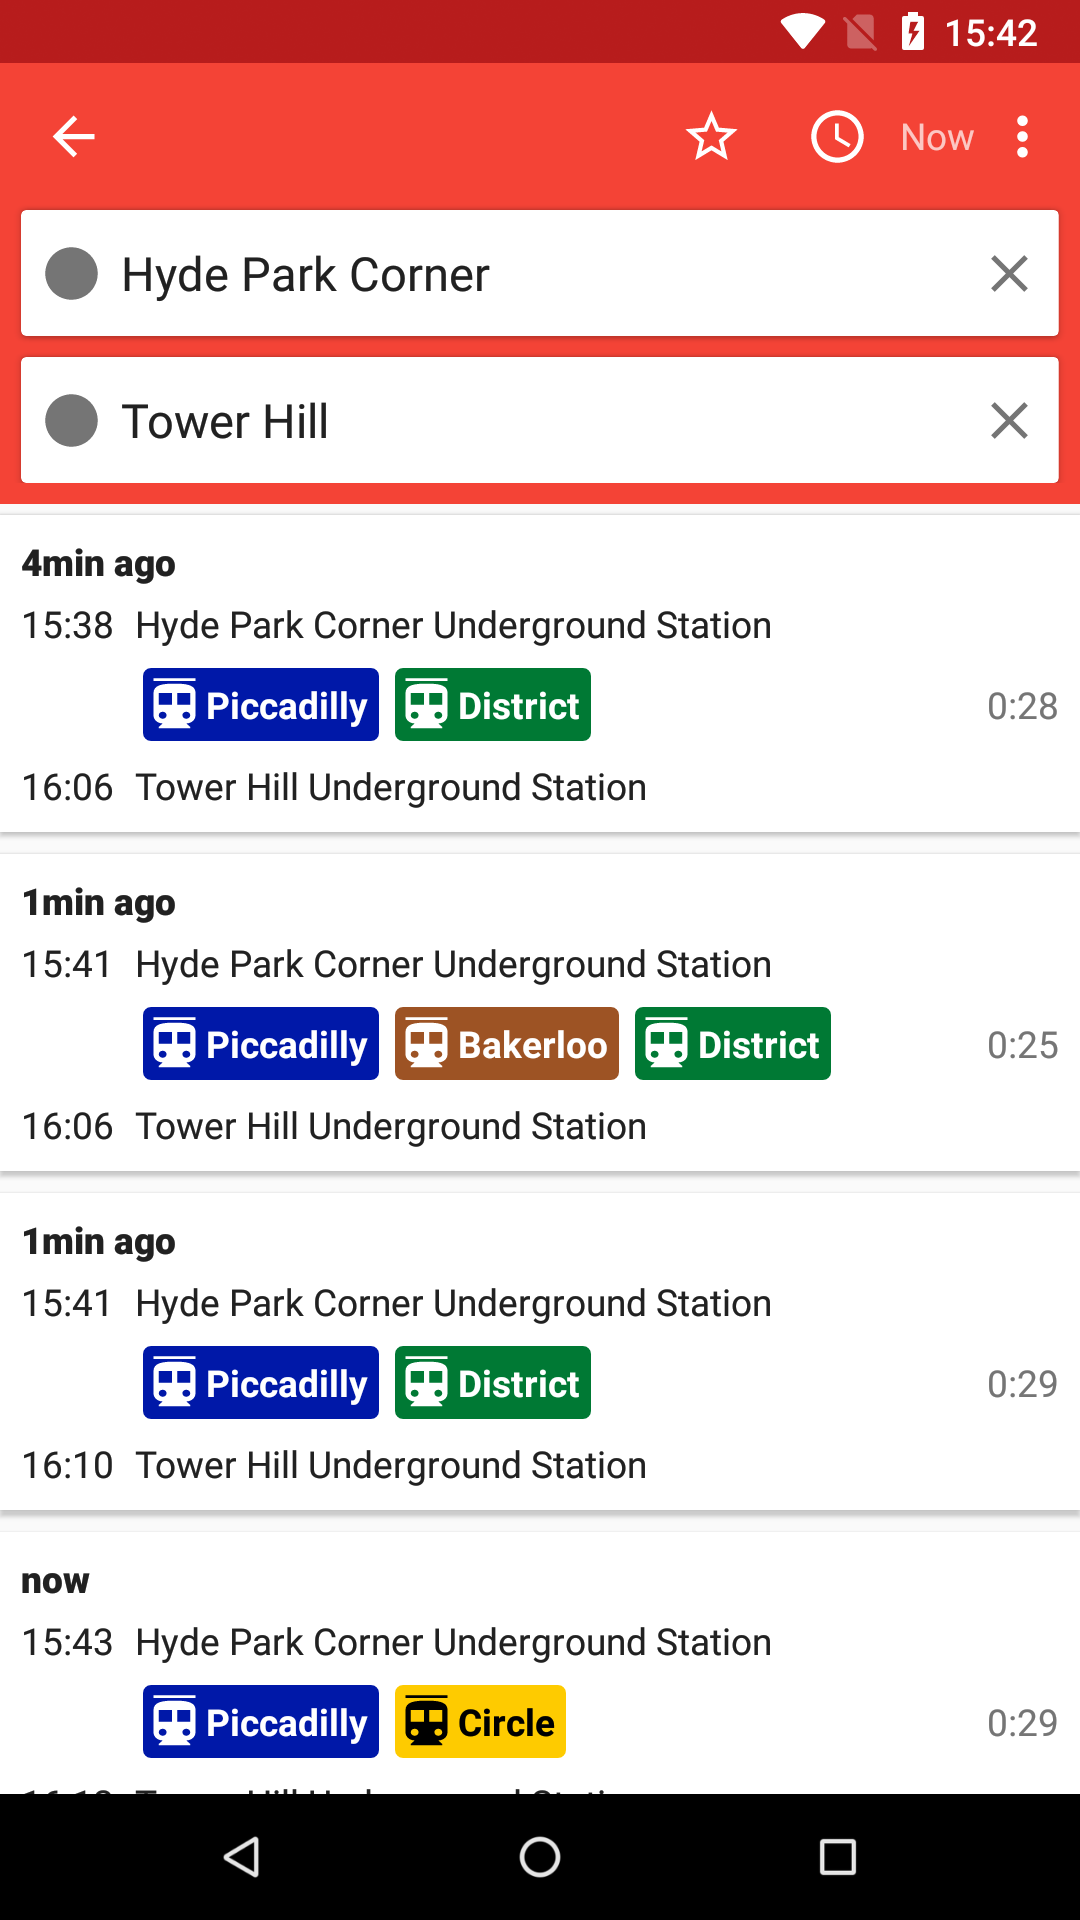 15:42
Now
Hyde Park Corner
Tower Hill
4min ago
15:38 Hyde Park Corner Underground Station
Piccadilly District 0:28
16:06 Tower Hill Underground Station
1min ago
15:41 Hyde Park Corner Underground Station
Piccadilly Bakerloo District 0:25
16:06 Tower Hill Underground Station
1min ago
15:41 Hyde Park Corner Underground Station
Piccadilly District 0:29
16:10 Tower Hill Underground Station
now
15:43 Hyde Park Corner Underground Station
Piccadilly Circle 0:29